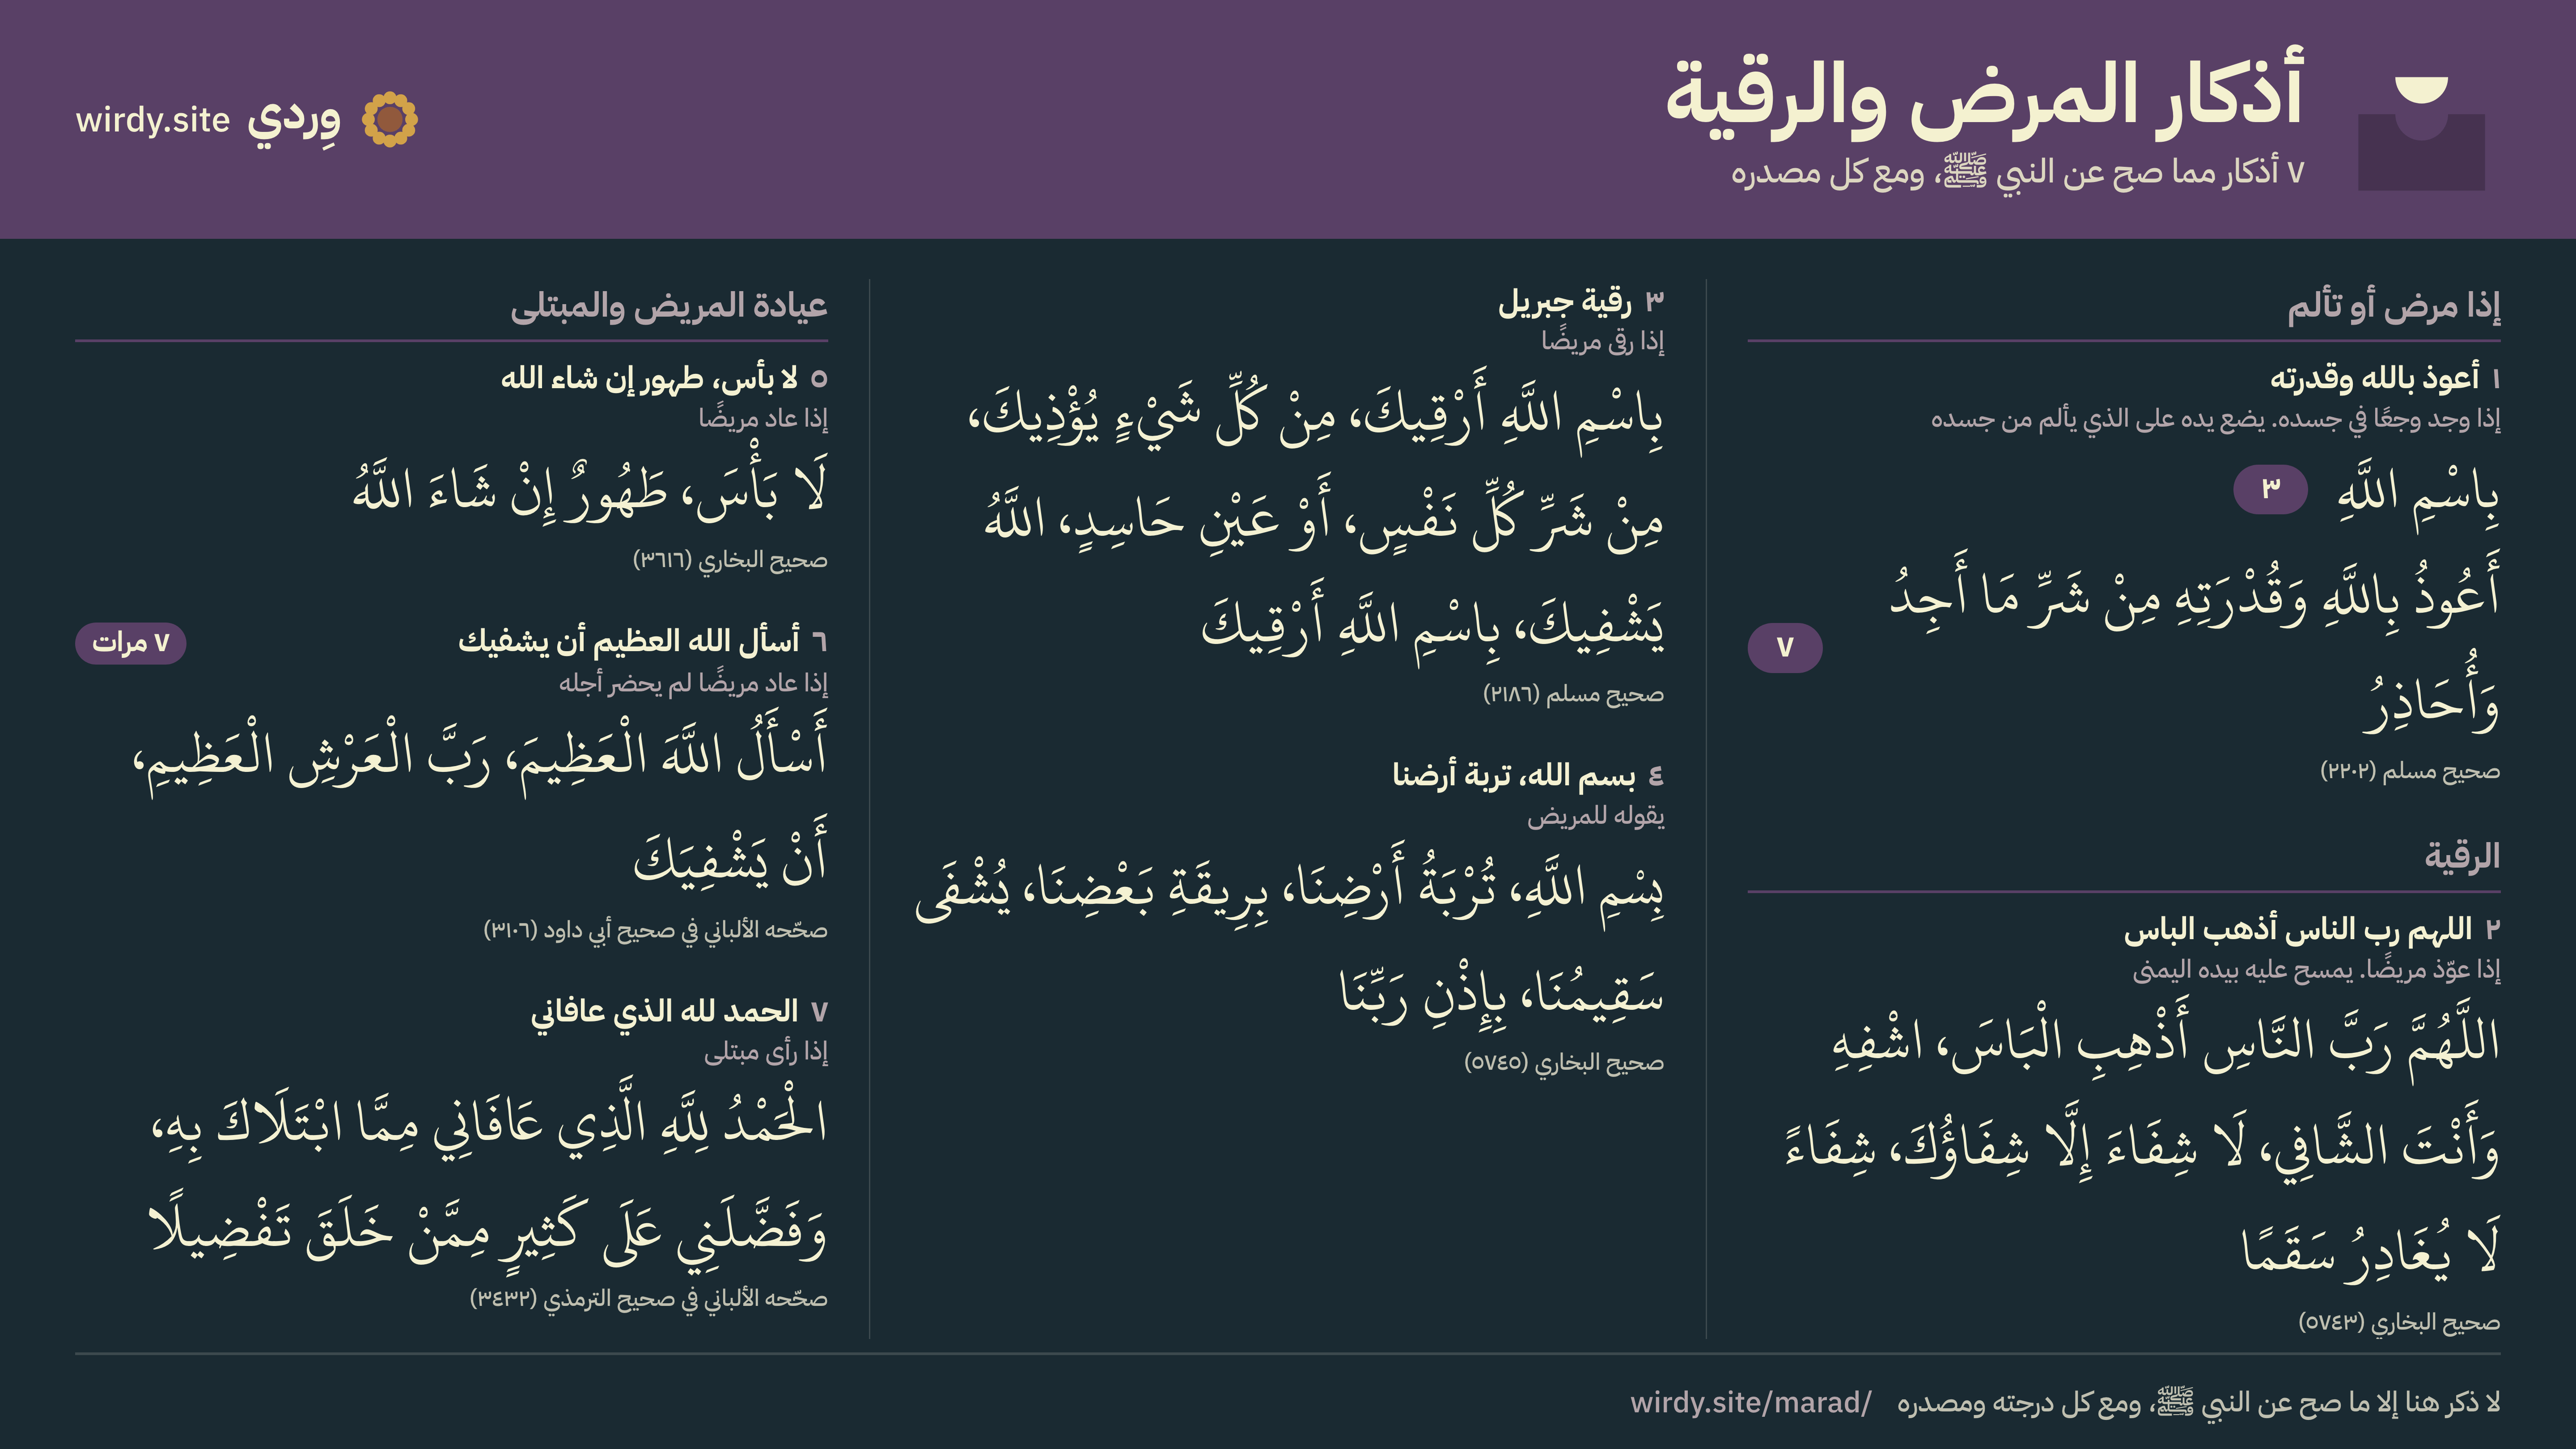 أذكار المرض والرقية
٧ أذكار مما صح عن النبي ﷺ، ومع كل مصدره
وِردي wirdy.site
إذا مرض أو تألم
١ أعوذ بالله وقدرته
إذا وجد وجعًا في جسده. يضع يده على الذي يألم من جسده
بِاسْمِ اللَّهِ ٣
أَعُوذُ بِاللَّهِ وَقُدْرَتِهِ مِنْ شَرِّ مَا أَجِدُ
وَأُحَاذِرُ ٧
صحيح مسلم (٢٢٠٢)
الرقية
٢ اللهم رب الناس أذهب الباس
إذا عوّذ مريضًا. يمسح عليه بيده اليمنى
اللَّهُمَّ رَبَّ النَّاسِ أَذْهِبِ الْبَاسَ، اشْفِهِ
وَأَنْتَ الشَّافِي، لَا شِفَاءَ إِلَّا شِفَاؤُكَ، شِفَاءً
لَا يُغَادِرُ سَقَمًا
صحيح البخاري (٥٧٤٣)
٣ رقية جبريل
إذا رقى مريضًا
بِاسْمِ اللَّهِ أَرْقِيكَ، مِنْ كُلِّ شَيْءٍ يُؤْذِيكَ،
مِنْ شَرِّ كُلِّ نَفْسٍ، أَوْ عَيْنِ حَاسِدٍ، اللَّهُ
يَشْفِيكَ، بِاسْمِ اللَّهِ أَرْقِيكَ
صحيح مسلم (٢١٨٦)
٤ بسم الله، تربة أرضنا
يقوله للمريض
بِسْمِ اللَّهِ، تُرْبَةُ أَرْضِنَا، بِرِيقَةِ بَعْضِنَا، يُشْفَى
سَقِيمُنَا، بِإِذْنِ رَبِّنَا
صحيح البخاري (٥٧٤٥)
عيادة المريض والمبتلى
٥ لا بأس، طهور إن شاء الله
إذا عاد مريضًا
لَا بَأْسَ، طَهُورٌ إِنْ شَاءَ اللَّهُ
صحيح البخاري (٣٦١٦)
٦ أسأل الله العظيم أن يشفيك ٧ مرات
إذا عاد مريضًا لم يحضر أجله
أَسْأَلُ اللَّهَ الْعَظِيمَ، رَبَّ الْعَرْشِ الْعَظِيمِ،
أَنْ يَشْفِيَكَ
صحّحه الألباني في صحيح أبي داود (٣١٠٦)
٧ الحمد لله الذي عافاني
إذا رأى مبتلى
الْحَمْدُ لِلَّهِ الَّذِي عَافَانِي مِمَّا ابْتَلَاكَ بِهِ،
وَفَضَّلَنِي عَلَى كَثِيرٍ مِمَّنْ خَلَقَ تَفْضِيلًا
صحّحه الألباني في صحيح الترمذي (٣٤٣٢)
لا ذكر هنا إلا ما صح عن النبي ﷺ، ومع كل درجته ومصدره wirdy.site/marad/